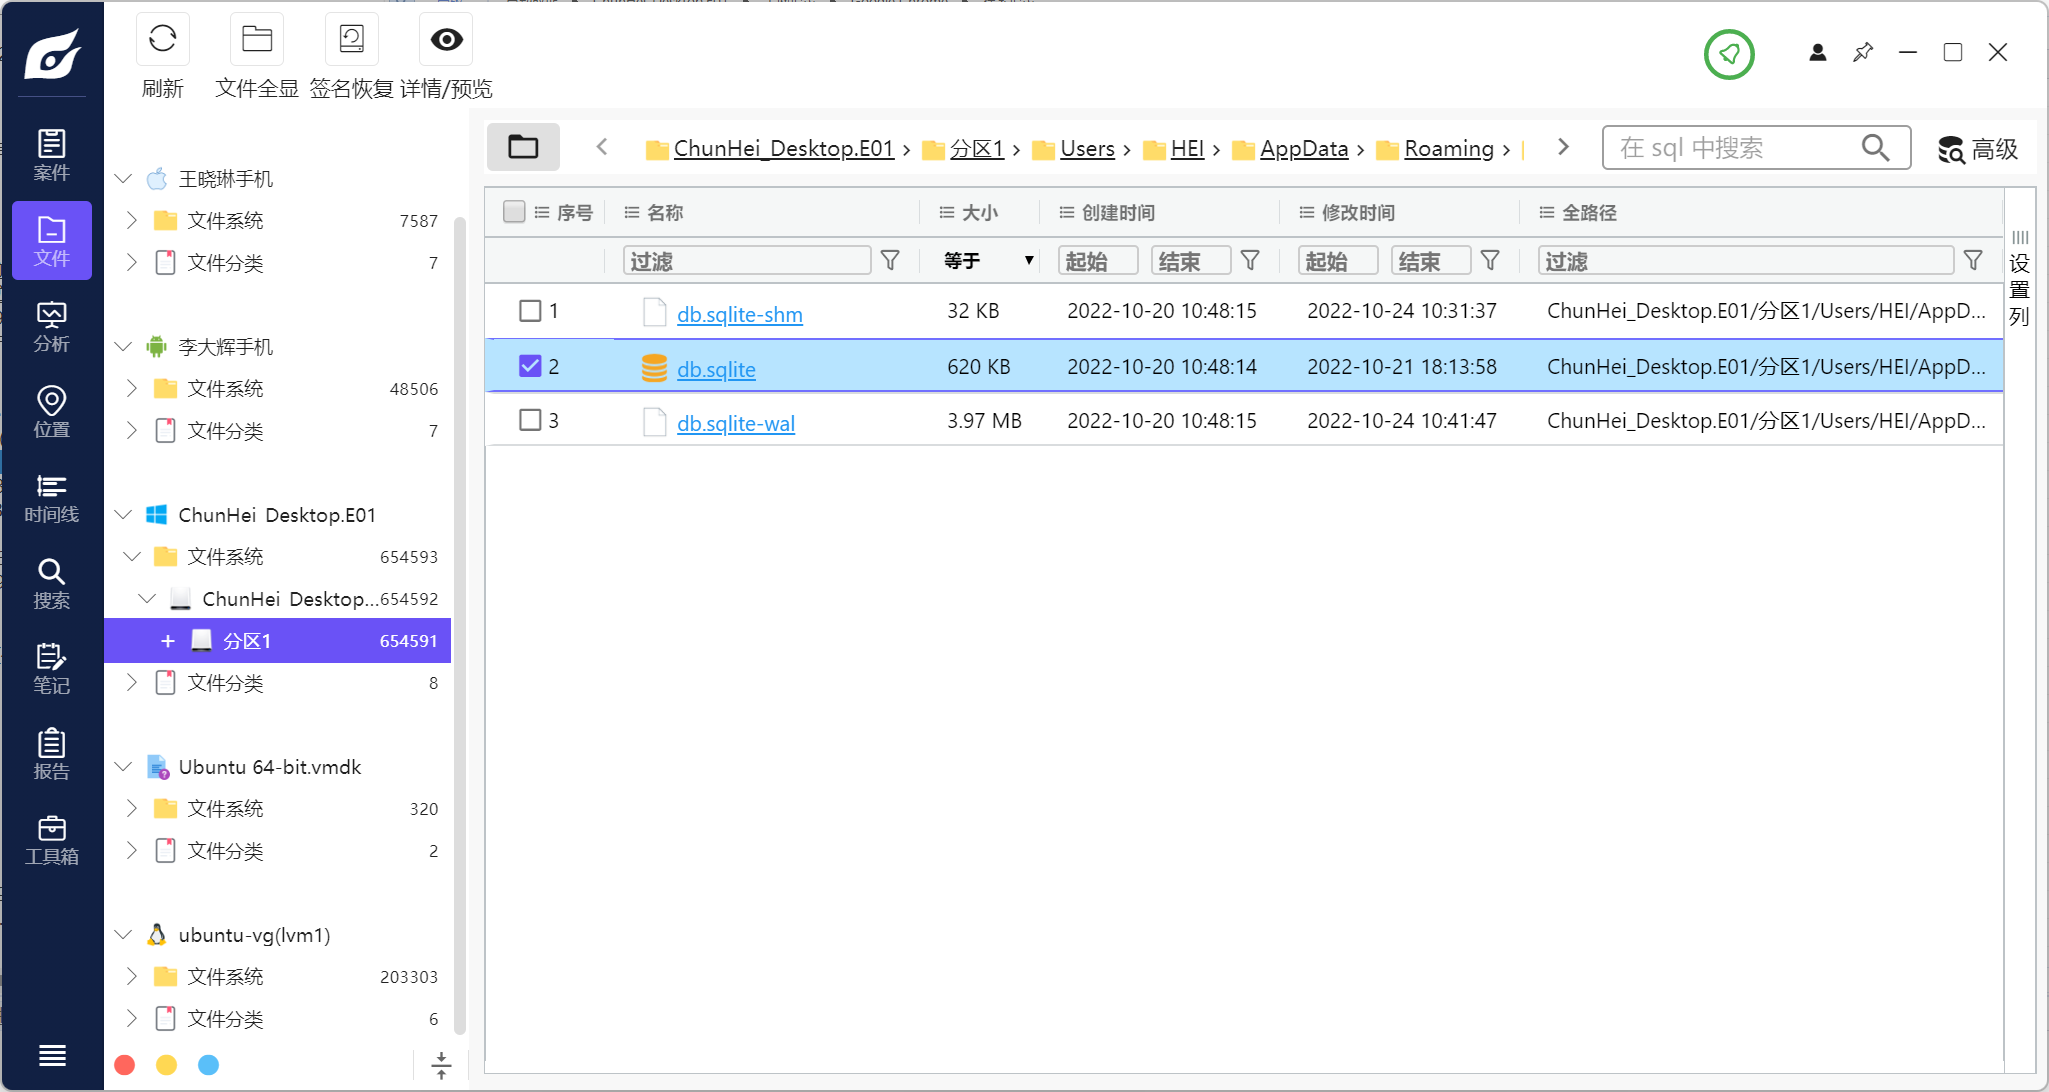 刷新
文件全显
签名恢复
详情/预览
案件
文件
分析
位置
时间线
搜索
笔记
报告
工具箱
王晓琳手机
文件系统 7587
文件分类 7
李大辉手机
文件系统 48506
文件分类 7
ChunHei_Desktop.E01
文件系统 654593
ChunHei_Desktop...654592
分区1 654591
文件分类 8
Ubuntu 64-bit.vmdk
文件系统 320
文件分类 2
ubuntu-vg(lvm1)
文件系统 203303
文件分类 6
ChunHei_Desktop.E01 › 分区1 › Users › HEI › AppData › Roaming ›
在 sql 中搜索
高级
序号 名称 大小 创建时间 修改时间 全路径
过滤 等于 起始 结束 起始 结束 过滤
1 db.sqlite-shm 32 KB 2022-10-20 10:48:15 2022-10-24 10:31:37 ChunHei_Desktop.E01/分区1/Users/HEI/AppD...
2 db.sqlite 620 KB 2022-10-20 10:48:14 2022-10-21 18:13:58 ChunHei_Desktop.E01/分区1/Users/HEI/AppD...
3 db.sqlite-wal 3.97 MB 2022-10-20 10:48:15 2022-10-24 10:41:47 ChunHei_Desktop.E01/分区1/Users/HEI/AppD...
设置列